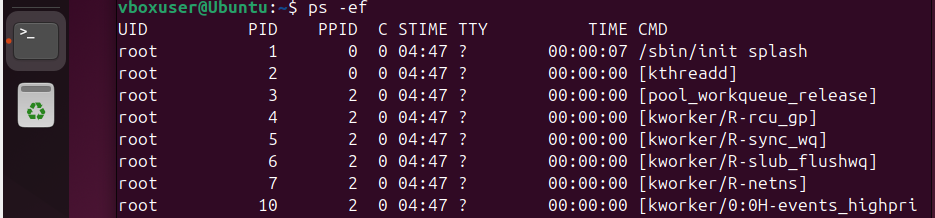 >_
vboxuser@Ubuntu:~$ ps -ef
UID          PID    PPID  C STIME TTY          TIME CMD
root           1       0  0 04:47 ?        00:00:07 /sbin/init splash
root           2       0  0 04:47 ?        00:00:00 [kthreadd]
root           3       2  0 04:47 ?        00:00:00 [pool_workqueue_release]
root           4       2  0 04:47 ?        00:00:00 [kworker/R-rcu_gp]
root           5       2  0 04:47 ?        00:00:00 [kworker/R-sync_wq]
root           6       2  0 04:47 ?        00:00:00 [kworker/R-slub_flushwq]
root           7       2  0 04:47 ?        00:00:00 [kworker/R-netns]
root          10       2  0 04:47 ?        00:00:00 [kworker/0:0H-events_highpri